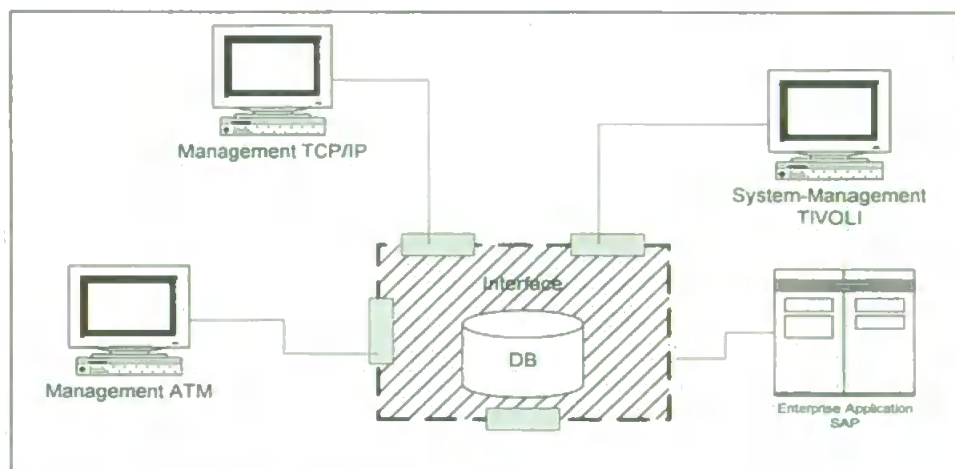 Management TCP/IP
System-Management
TIVOLI
Interface
Management ATM
DB
Enterprise Application
SAP